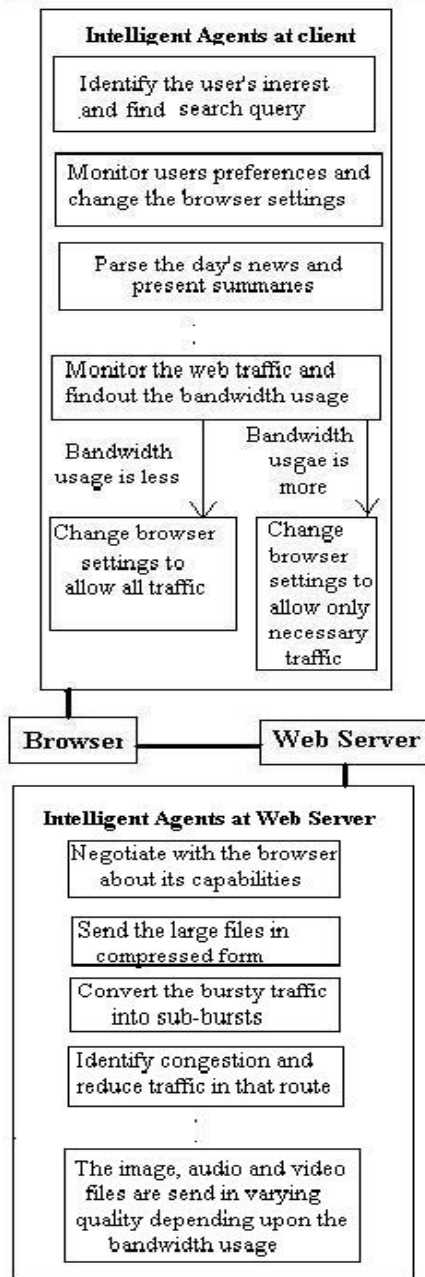 Intelligent Agents at client
Identify the user's inerest
and find search query
Monitor users preferences and
change the browser settings
Parse the day's news and
present summaries
Monitor the web traffic and
findout the bandwidth usage
Bandwidth
usage is less
Bandwidth
usgae is
more
Change browser
settings to
allow all traffic
Change
browser
settings to
allow only
necessary
traffic
Browser
Web Server
Intelligent Agents at Web Server
Negotiate with the browser
about its capabilities
Send the large files in
compressed form
Convert the bursty traffic
into sub-bursts
Identify congestion and
reduce traffic in that route
The image, audio and video
files are send in varying
quality depending upon the
bandwidth usage